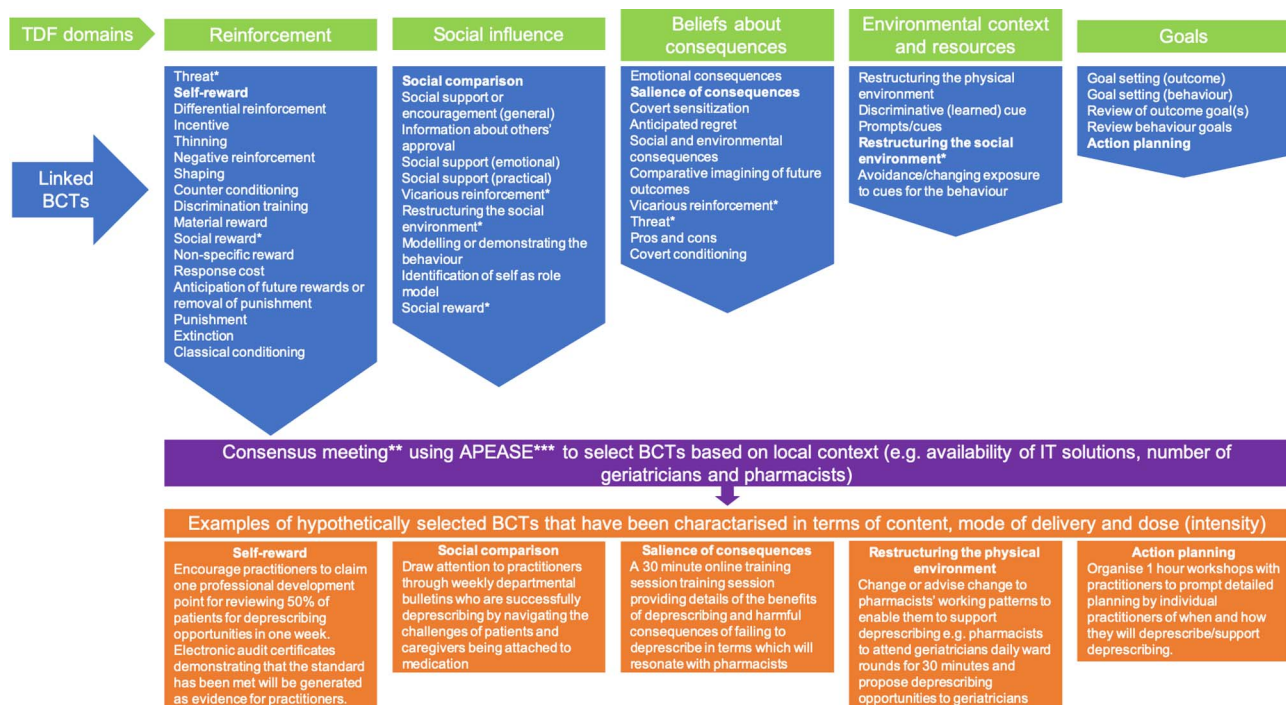 TDF domains
Reinforcement
Social influence
Beliefs about
consequences
Environmental context
and resources
Goals
Linked
BCTs
Threat*
Self-reward
Differential reinforcement
Incentive
Thinning
Negative reinforcement
Shaping
Counter conditioning
Discrimination training
Material reward
Social reward*
Non-specific reward
Response cost
Anticipation of future rewards or
removal of punishment
Punishment
Extinction
Classical conditioning
Social comparison
Social support or
encouragement (general)
Information about others'
approval
Social support (emotional)
Social support (practical)
Vicarious reinforcement*
Restructuring the social
environment*
Modelling or demonstrating the
behaviour
Identification of self as role
model
Social reward*
Emotional consequences
Salience of consequences
Covert sensitization
Anticipated regret
Social and environmental
consequences
Comparative imagining of future
outcomes
Vicarious reinforcement*
Threat*
Pros and cons
Covert conditioning
Restructuring the physical
environment
Discriminative (learned) cue
Prompts/cues
Restructuring the social
environment*
Avoidance/changing exposure
to cues for the behaviour
Goal setting (outcome)
Goal setting (behaviour)
Review of outcome goal(s)
Review behaviour goals
Action planning
Consensus meeting** using APEASE*** to select BCTs based on local context (e.g. availability of IT solutions, number of
geriatricians and pharmacists)
Examples of hypothetically selected BCTs that have been charactarised in terms of content, mode of delivery and dose (intensity)
Self-reward
Encourage practitioners to claim
one professional development
point for reviewing 50% of
patients for deprescribing
opportunities in one week.
Electronic audit certificates
demonstrating that the standard
has been met will be generated
as evidence for practitioners.
Social comparison
Draw attention to practitioners
through weekly departmental
bulletins who are successfully
deprescribing by navigating the
challenges of patients and
caregivers being attached to
medication
Salience of consequences
A 30 minute online training
session training session
providing details of the benefits
of deprescribing and harmful
consequences of failing to
deprescribe in terms which will
resonate with pharmacists
Restructuring the physical
environment
Change or advise change to
pharmacists' working patterns to
enable them to support
deprescribing e.g. pharmacists
to attend geriatricians daily ward
rounds for 30 minutes and
propose deprescribing
opportunities to geriatricians
Action planning
Organise 1 hour workshops with
practitioners to prompt detailed
planning by individual
practitioners of when and how
they will deprescribe/support
deprescribing.